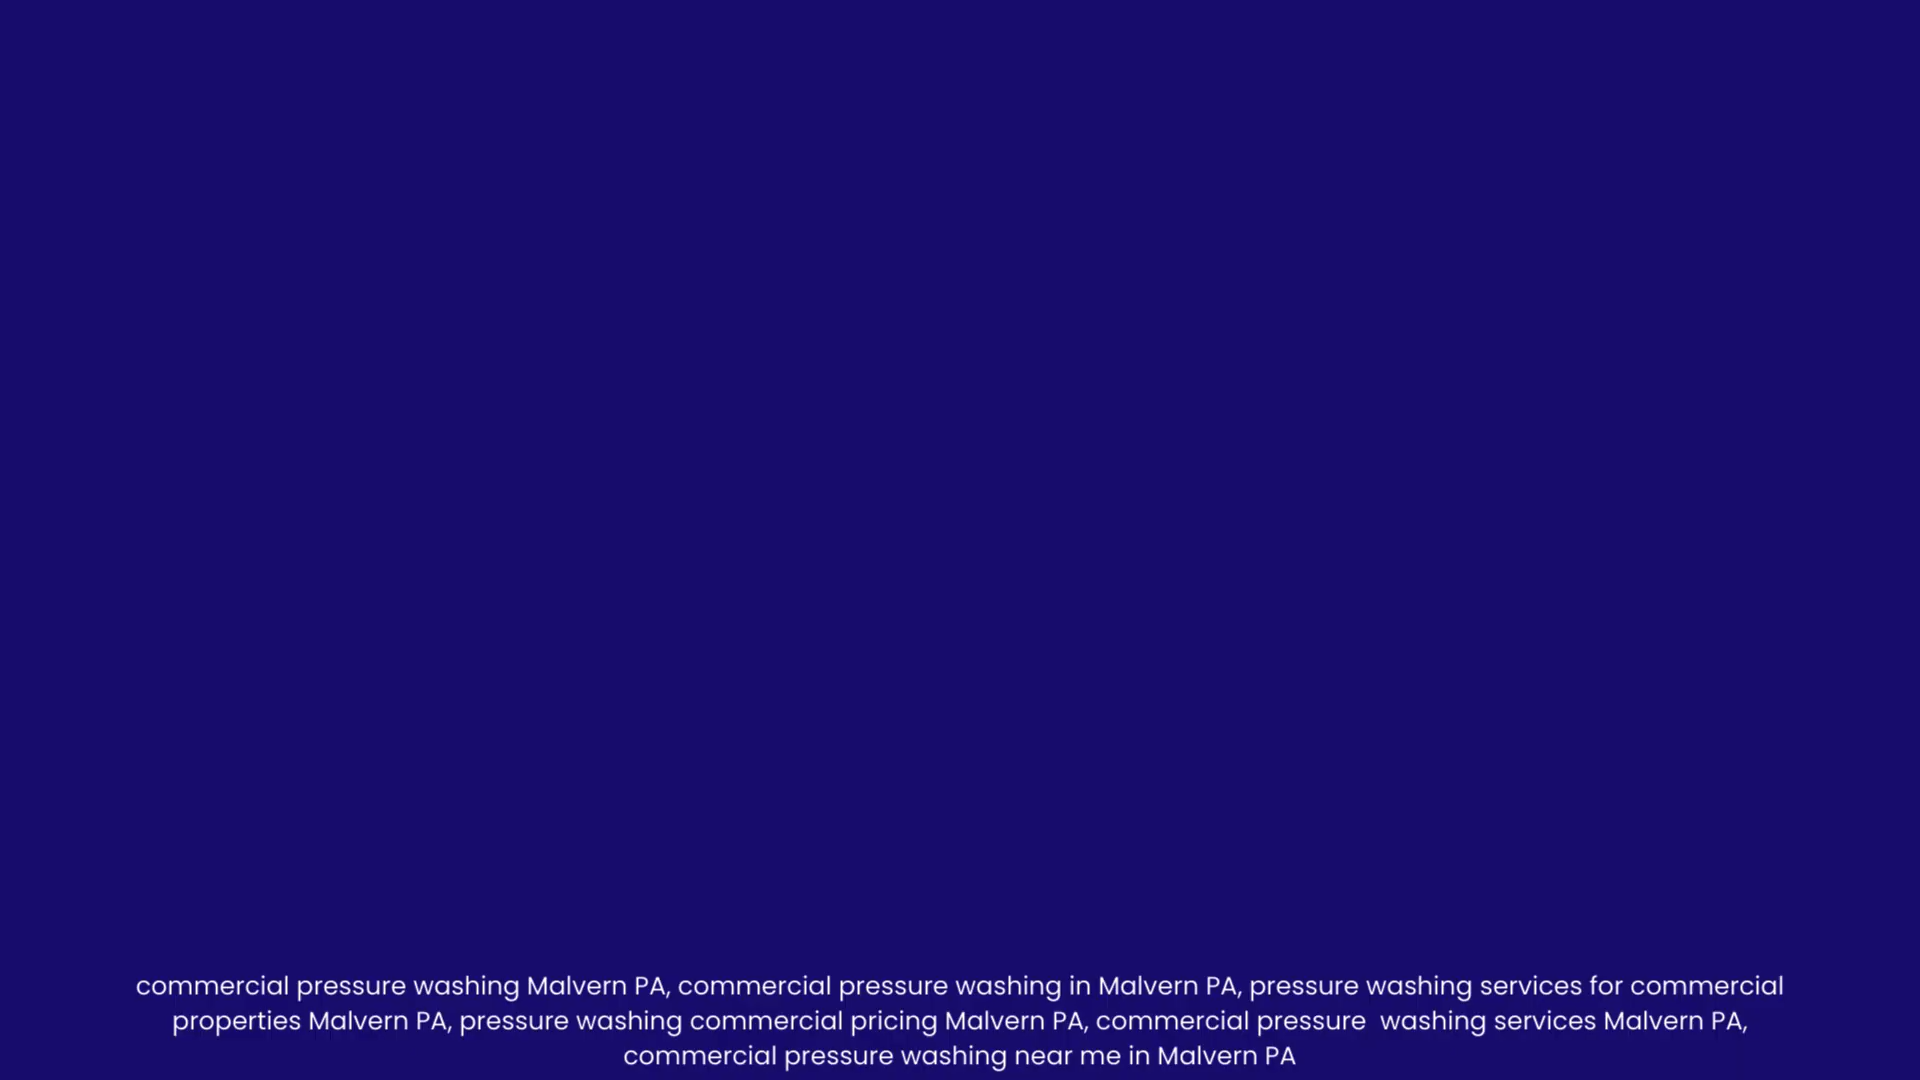 commercial pressure washing Malvern PA, commercial pressure washing in Malvern PA, pressure washing services for commercial
properties Malvern PA, pressure washing commercial pricing Malvern PA, commercial pressure  washing services Malvern PA,
commercial pressure washing near me in Malvern PA